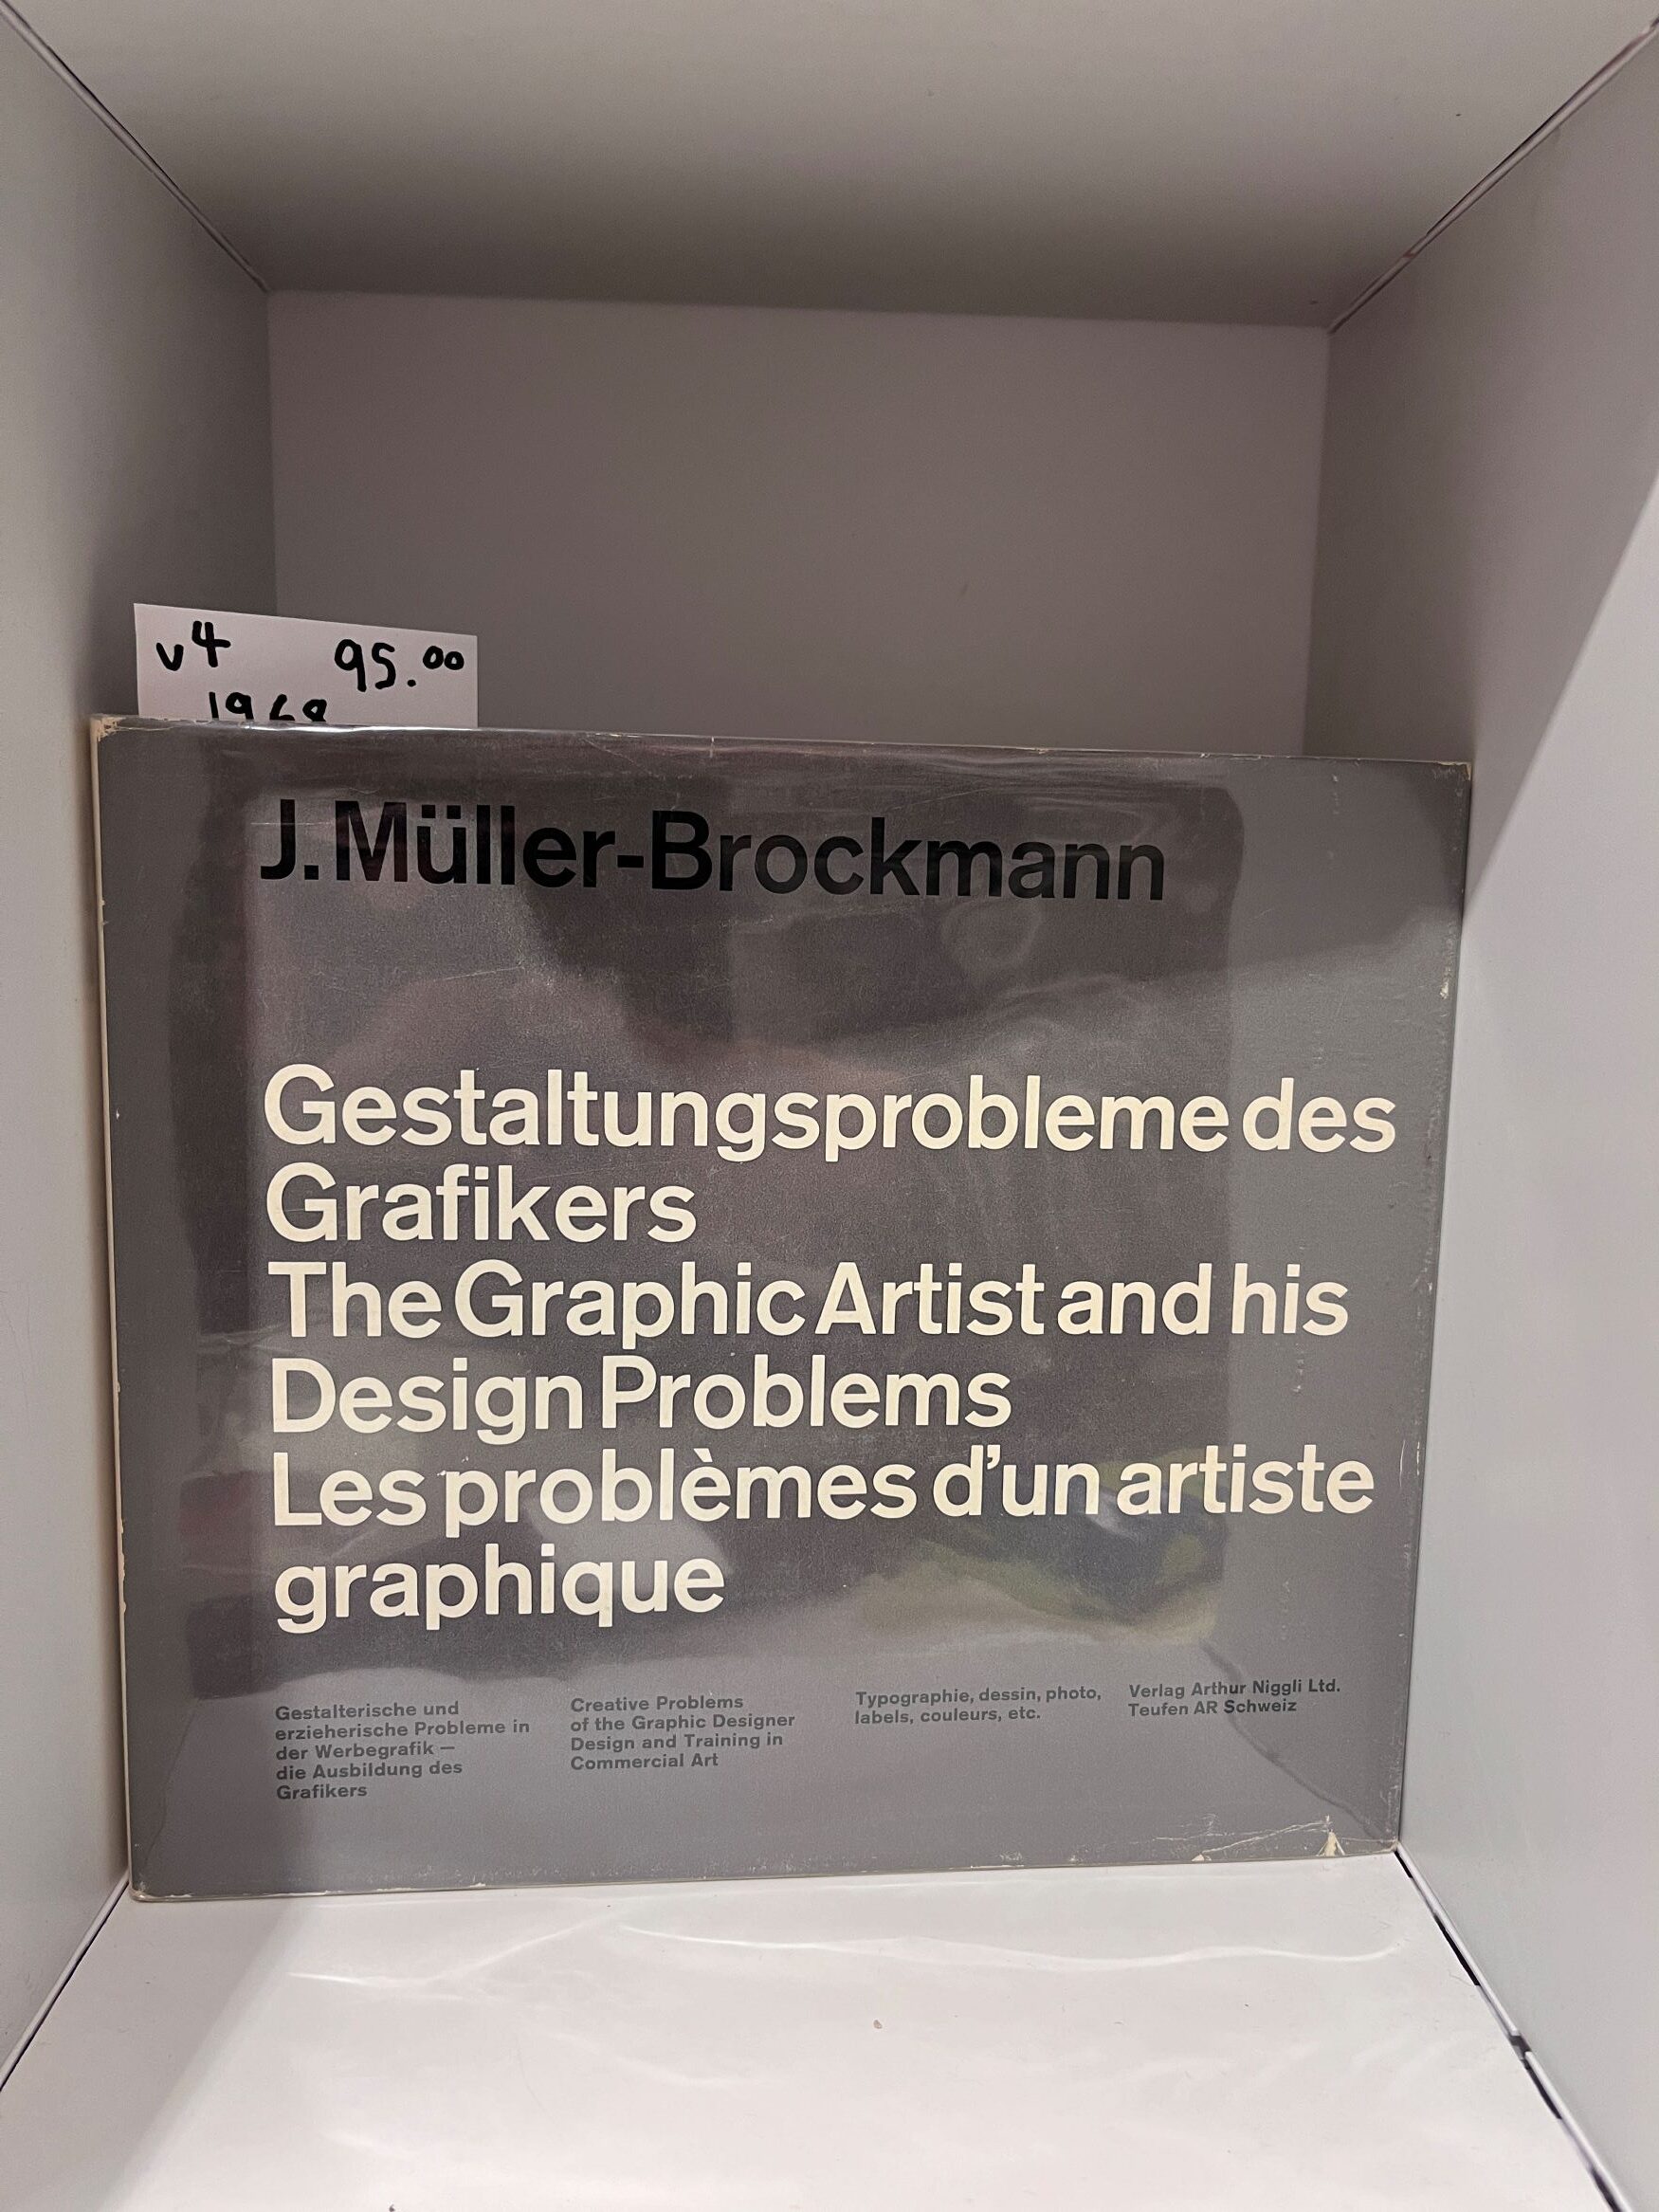 v4 95.00
1968
J. Müller-Brockmann
Gestaltungsprobleme des
Grafikers
The Graphic Artist and his
Design Problems
Les problèmes d'un artiste
graphique
Gestalterische und
erzieherische Probleme in
der Werbegrafik —
die Ausbildung des
Grafikers
Creative Problems
of the Graphic Designer
Design and Training in
Commercial Art
Typographie, dessin, photo,
labels, couleurs, etc.
Verlag Arthur Niggli Ltd.
Teufen AR Schweiz